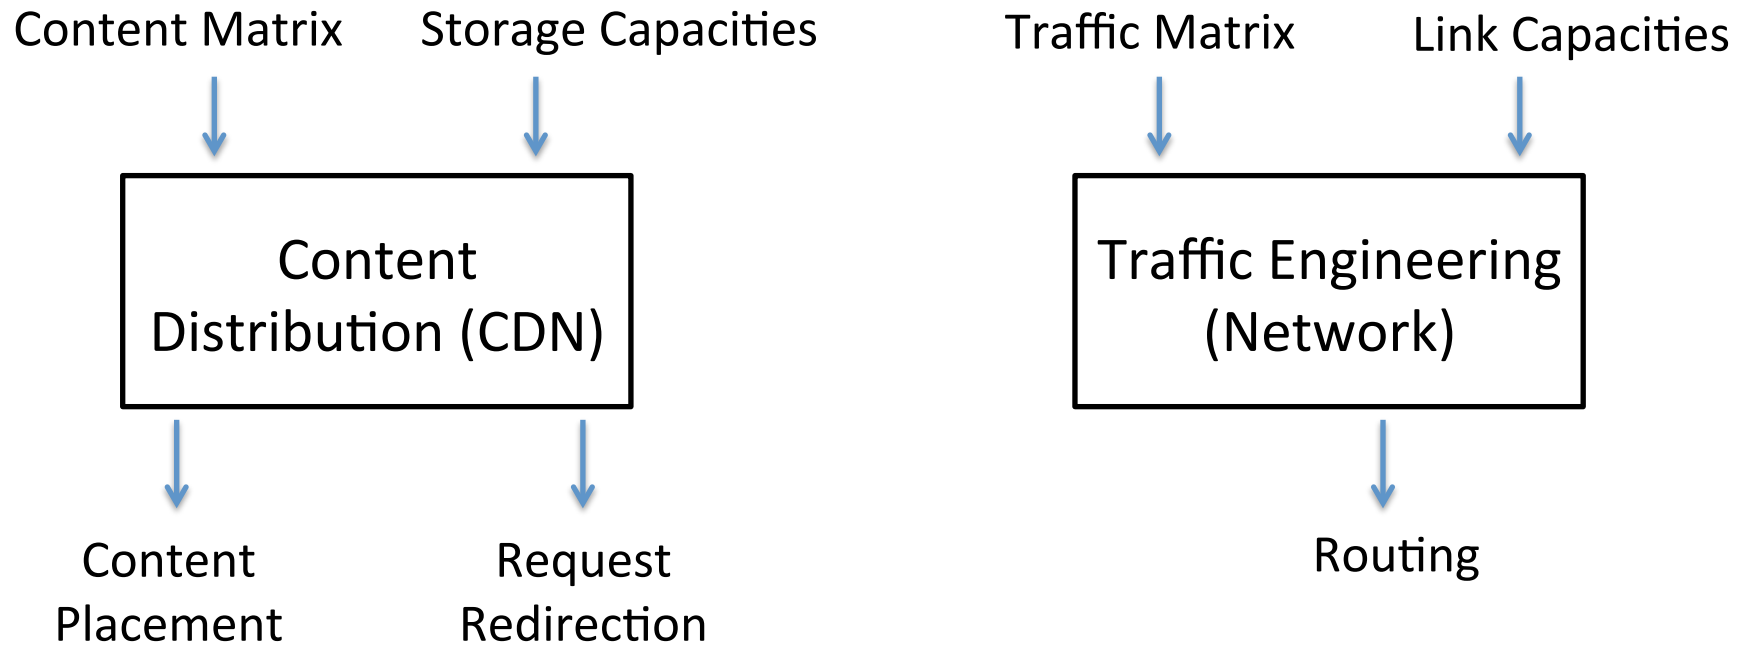 Content Matrix
Storage Capacities
Traffic Matrix
Link Capacities
Content
Distribution (CDN)
Traffic Engineering
(Network)
Content
Placement
Request
Redirection
Routing